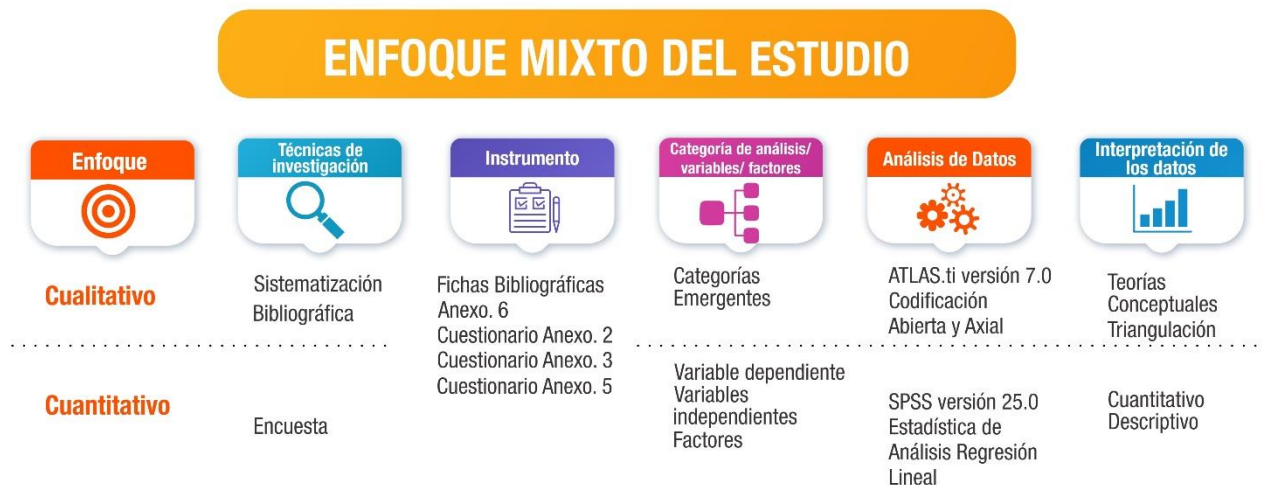 ENFOQUE MIXTO DEL ESTUDIO
Enfoque
Técnicas de
investigación
Instrumento
Categoría de análisis/
variables/ factores
Análisis de Datos
Interpretación de
los datos
Cualitativo
Sistematización
Bibliográfica
Fichas Bibliográficas
Anexo. 6
Cuestionario Anexo. 2
Cuestionario Anexo. 3
Cuestionario Anexo. 5
Categorías
Emergentes
ATLAS.ti versión 7.0
Codificación
Abierta y Axial
Teorías
Conceptuales
Triangulación
Cuantitativo
Encuesta
Variable dependiente
Variables
independientes
Factores
SPSS versión 25.0
Estadística de
Análisis Regresión
Lineal
Cuantitativo
Descriptivo